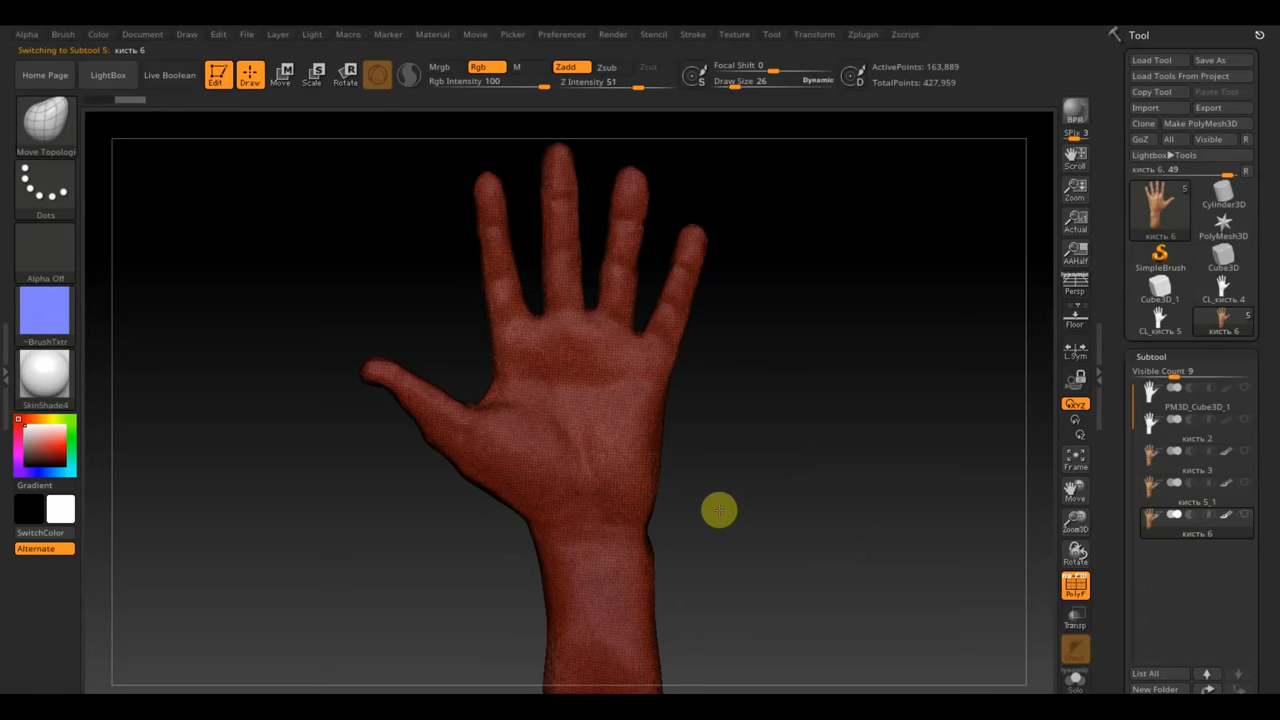 Alpha Brush Color Document Draw Edit File Layer Light Macro Marker Material Movie Picker Preferences Render Stencil Stroke Texture Tool Transform Zplugin Zscript
Switching to Subtool 5: кисть 6
Home Page
LightBox
Live Boolean
Edit
Draw
Move
Scale
Rotate
Mrgb
Rgb
M
Rgb Intensity 100
Zadd
Zsub
Zcut
Z Intensity 51
Focal Shift 0
Draw Size 26
Dynamic
ActivePoints: 163,889
TotalPoints: 427,959
Move Topologi
Dots
Alpha Off
~BrushTxtr
SkinShade4
Gradient
SwitchColor
Alternate
BPR
SPix 3
Scroll
Zoom
Actual
AAHalf
Dynamic
Persp
Floor
L.Sym
XYZ
Y
Z
Frame
Move
Zoom3D
Rotate
PolyF
Transp
Ghost
Dynamic
Solo
Tool
Load Tool
Save As
Load Tools From Project
Copy Tool
Paste Tool
Import
Export
Clone
Make PolyMesh3D
GoZ
All
Visible
R
Lightbox▶Tools
кисть 6. 49
R
5
кисть 6
Cylinder3D
PolyMesh3D
SimpleBrush
Cube3D
Cube3D_1
CL_кисть 4
CL_кисть 5
5
кисть 6
Subtool
Visible Count 9
PM3D_Cube3D_1
кисть 2
кисть 3
кисть 5_1
кисть 6
List All
New Folder